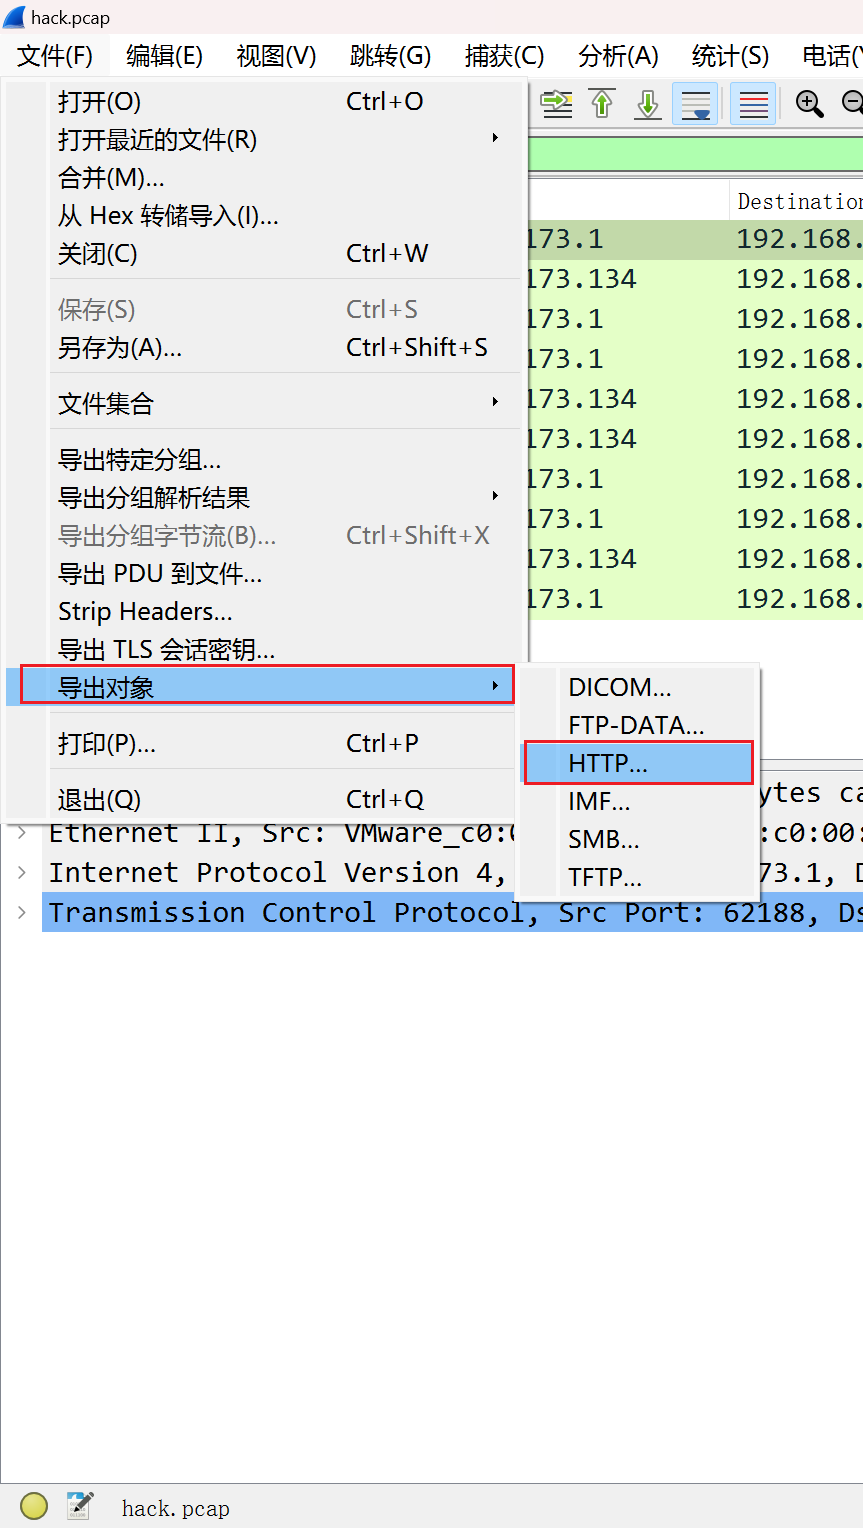 hack.pcap
文件(F) 编辑(E) 视图(V) 跳转(G) 捕获(C) 分析(A) 统计(S) 电话(Y
打开(O) Ctrl+O
打开最近的文件(R)
合并(M)...
从 Hex 转储导入(I)...
关闭(C) Ctrl+W
保存(S) Ctrl+S
另存为(A)... Ctrl+Shift+S
文件集合
导出特定分组...
导出分组解析结果
导出分组字节流(B)... Ctrl+Shift+X
导出 PDU 到文件...
Strip Headers...
导出 TLS 会话密钥...
导出对象
打印(P)... Ctrl+P
退出(Q) Ctrl+Q
DICOM...
FTP-DATA...
HTTP...
IMF...
SMB...
TFTP...
Destination
173.1 192.168.
173.134 192.168.
173.1 192.168.
173.1 192.168.
173.134 192.168.
173.134 192.168.
173.1 192.168.
173.1 192.168.
173.134 192.168.
173.1 192.168.
ytes ca
Ethernet II, Src: VMware_c0:0 :c0:00:
Internet Protocol Version 4, 73.1, D
Transmission Control Protocol, Src Port: 62188, Ds
hack.pcap